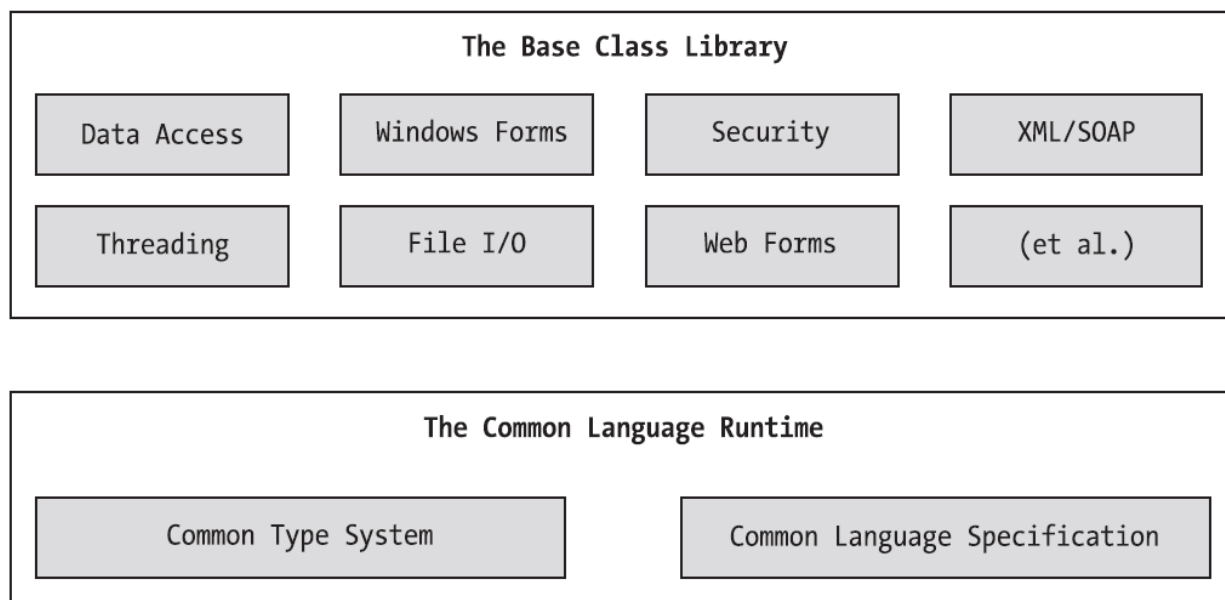 The Base Class Library
Data Access
Windows Forms
Security
XML/SOAP
Threading
File I/O
Web Forms
(et al.)
The Common Language Runtime
Common Type System
Common Language Specification